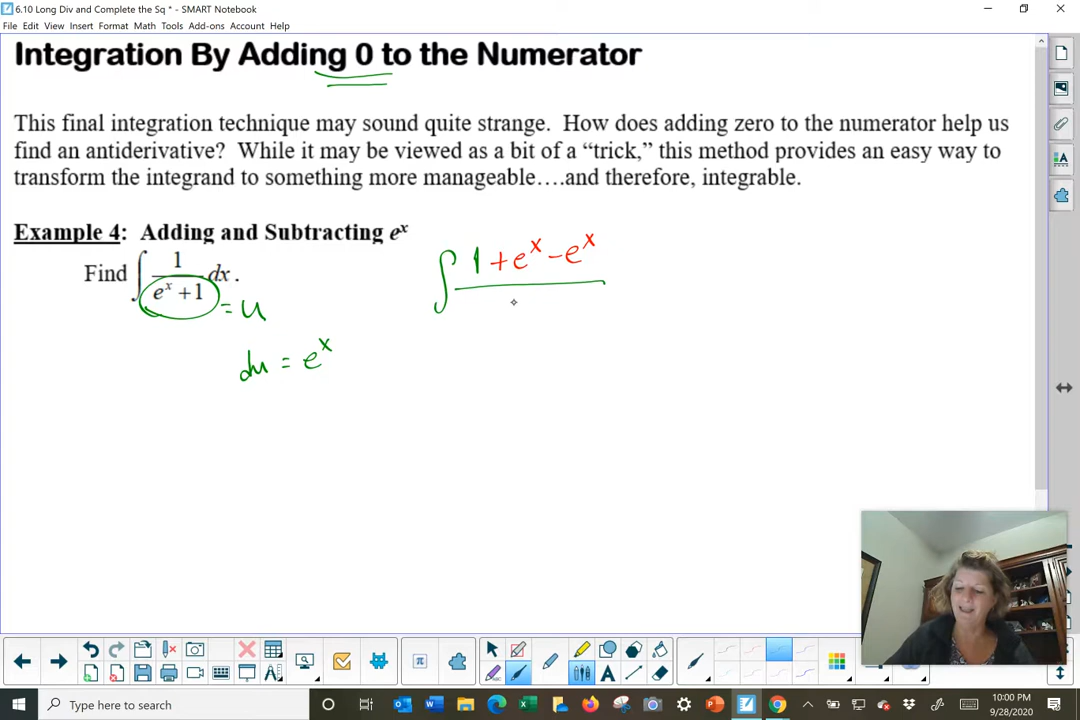 6.10 Long Div and Complete the Sq * - SMART Notebook
File Edit View Insert Format Math Tools Add-ons Account Help
Integration By Adding 0 to the Numerator
This final integration technique may sound quite strange. How does adding zero to the numerator help us
find an antiderivative? While it may be viewed as a bit of a “trick,” this method provides an easy way to
transform the integrand to something more manageable….and therefore, integrable.
Example 4: Adding and Subtracting eˣ
Find ∫ 1/(eˣ + 1) dx.
= u
du = eˣ
∫ 1 + eˣ - eˣ
Type here to search
10:00 PM
9/28/2020